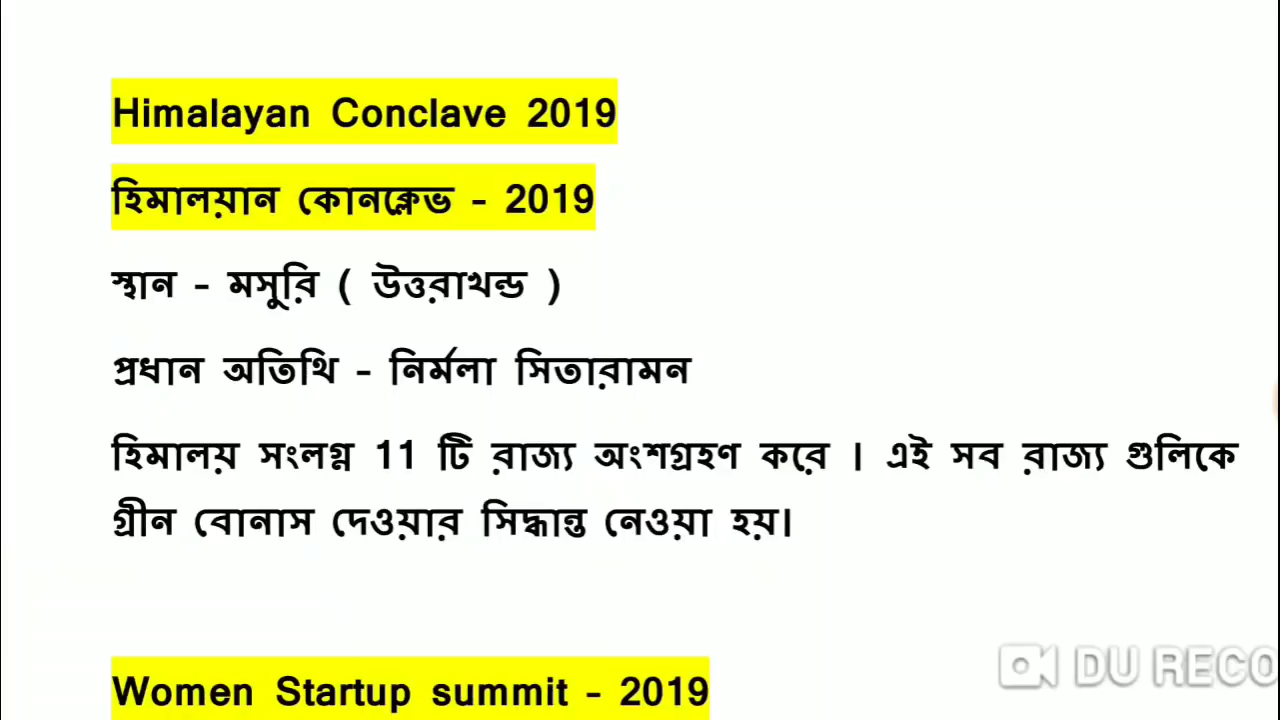 Himalayan Conclave 2019
হিমালয়ান কোনক্লেভ - 2019
স্থান - মসুরি ( উত্তরাখন্ড )
প্রধান অতিথি - নির্মলা সিতারামন
হিমালয় সংলগ্ন 11 টি রাজ্য অংশগ্রহণ করে । এই সব রাজ্য গুলিকে
গ্রীন বোনাস দেওয়ার সিদ্ধান্ত নেওয়া হয়।
DU RECO
Women Startup summit - 2019